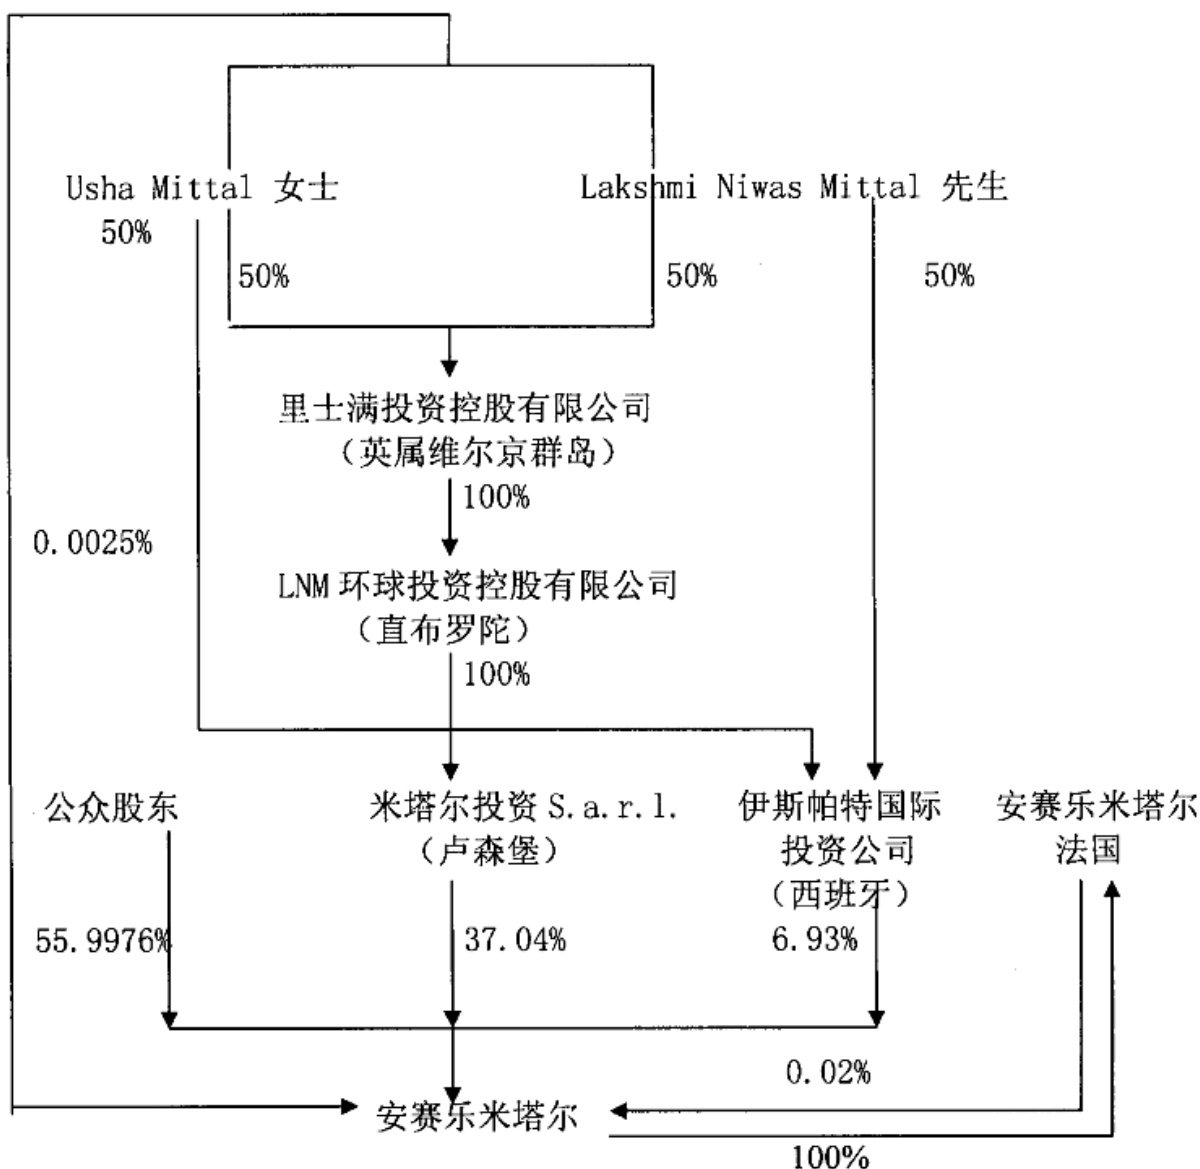 Usha Mittal 女士
Lakshmi Niwas Mittal 先生
50%
50%
50%
50%
里士满投资控股有限公司
（英属维尔京群岛）
100%
0.0025%
LNM 环球投资控股有限公司
（直布罗陀）
100%
公众股东
米塔尔投资 S.a.r.l.
（卢森堡）
伊斯帕特国际
投资公司
（西班牙）
安赛乐米塔尔
法国
55.9976%
37.04%
6.93%
0.02%
安赛乐米塔尔
100%